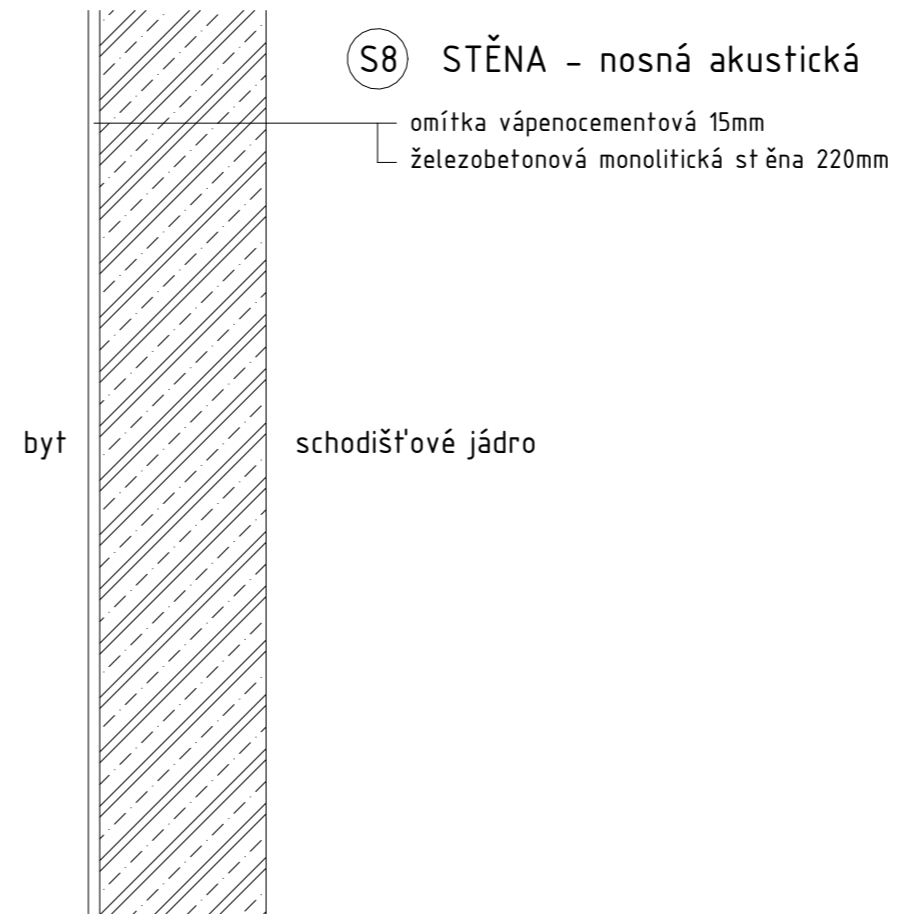 S8 STĚNA - nosná akustická
omítka vápenocementová 15mm
železobetonová monolitická stěna 220mm
byt
schodišťové jádro